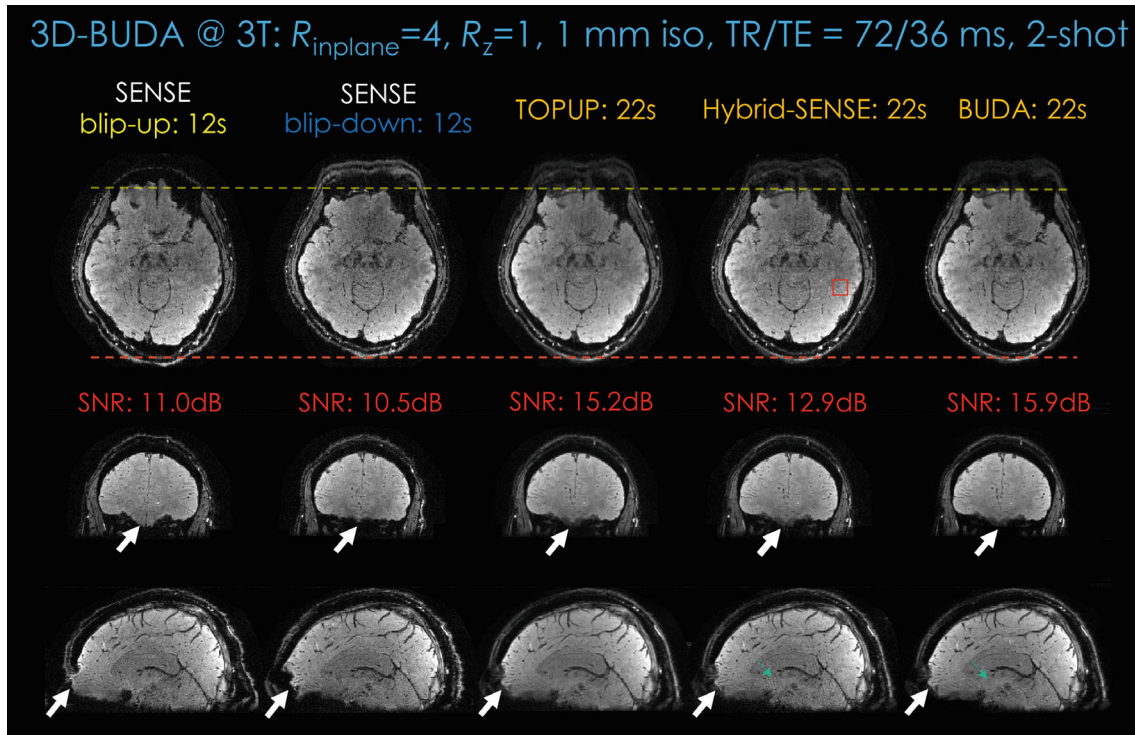 3D-BUDA @ 3T: Rinplane=4, Rz=1, 1 mm iso, TR/TE = 72/36 ms, 2-shot
SENSE
blip-up: 12s
SENSE
blip-down: 12s
TOPUP: 22s
Hybrid-SENSE: 22s
BUDA: 22s
SNR: 11.0dB
SNR: 10.5dB
SNR: 15.2dB
SNR: 12.9dB
SNR: 15.9dB